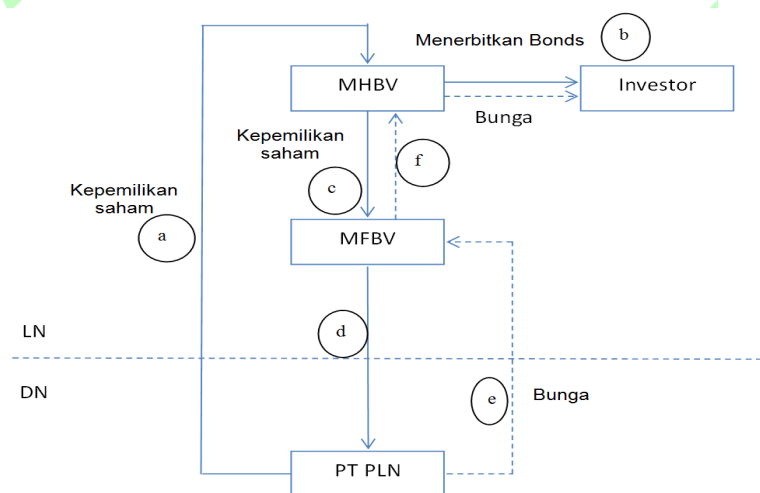 Menerbitkan Bonds
b
MHBV
Investor
Bunga
Kepemilikan
saham
f
c
Kepemilikan
saham
a
MFBV
LN
d
DN
e
Bunga
PT PLN